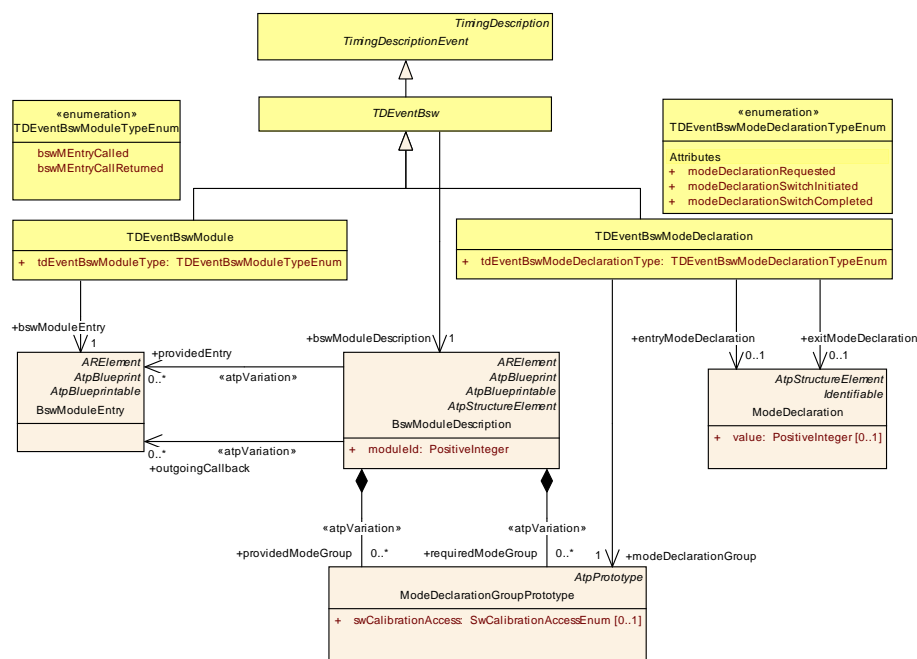 TimingDescription
TimingDescriptionEvent
TDEventBsw
«enumeration»
TDEventBswModuleTypeEnum
bswMEntryCalled
bswMEntryCallReturned
«enumeration»
TDEventBswModeDeclarationTypeEnum
Attributes
+ modeDeclarationRequested
+ modeDeclarationSwitchInitiated
+ modeDeclarationSwitchCompleted
TDEventBswModule
+ tdEventBswModuleType: TDEventBswModuleTypeEnum
TDEventBswModeDeclaration
+ tdEventBswModeDeclarationType: TDEventBswModeDeclarationTypeEnum
+bswModuleEntry
1
+bswModuleDescription
1
+entryModeDeclaration
0..1
+exitModeDeclaration
0..1
+providedEntry
0..*
«atpVariation»
ARElement
AtpBlueprint
AtpBlueprintable
BswModuleEntry
ARElement
AtpBlueprint
AtpBlueprintable
AtpStructureElement
BswModuleDescription
+ moduleId: PositiveInteger
AtpStructureElement
Identifiable
ModeDeclaration
+ value: PositiveInteger [0..1]
«atpVariation»
0..*
+outgoingCallback
«atpVariation»
+providedModeGroup
0..*
«atpVariation»
+requiredModeGroup
0..*
1
+modeDeclarationGroup
AtpPrototype
ModeDeclarationGroupPrototype
+ swCalibrationAccess: SwCalibrationAccessEnum [0..1]